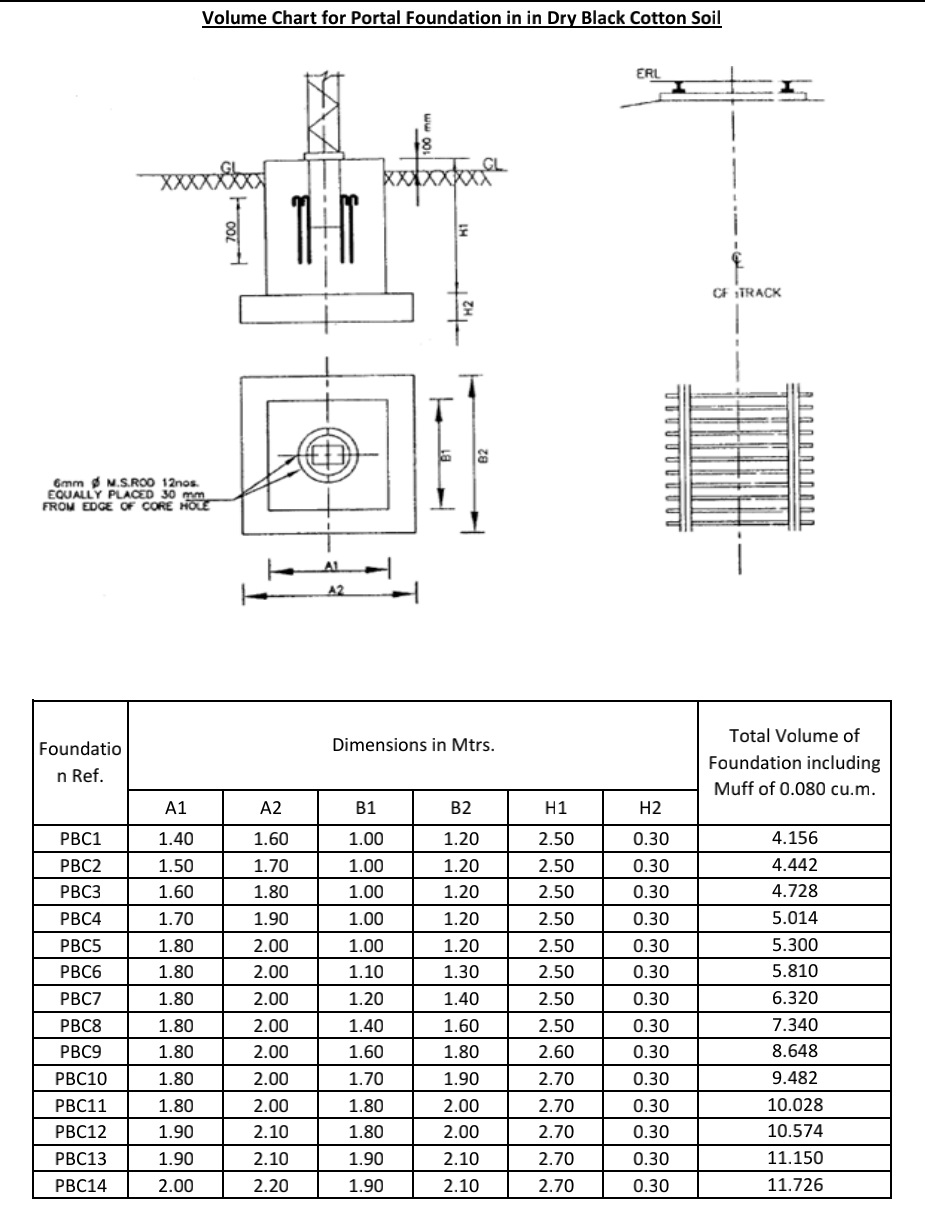 Volume Chart for Portal Foundation in in Dry Black Cotton Soil
ERL
100 mm
GL
GL
700
H1
H2
℄
OF TRACK
B1
B2
6mm Ø M.S.ROD 12nos.
EQUALLY PLACED 30 mm
FROM EDGE OF CORE HOLE
A1
A2
Foundatio
n Ref.
Dimensions in Mtrs.
Total Volume of
Foundation including
Muff of 0.080 cu.m.
A1 A2 B1 B2 H1 H2
PBC1 1.40 1.60 1.00 1.20 2.50 0.30 4.156
PBC2 1.50 1.70 1.00 1.20 2.50 0.30 4.442
PBC3 1.60 1.80 1.00 1.20 2.50 0.30 4.728
PBC4 1.70 1.90 1.00 1.20 2.50 0.30 5.014
PBC5 1.80 2.00 1.00 1.20 2.50 0.30 5.300
PBC6 1.80 2.00 1.10 1.30 2.50 0.30 5.810
PBC7 1.80 2.00 1.20 1.40 2.50 0.30 6.320
PBC8 1.80 2.00 1.40 1.60 2.50 0.30 7.340
PBC9 1.80 2.00 1.60 1.80 2.60 0.30 8.648
PBC10 1.80 2.00 1.70 1.90 2.70 0.30 9.482
PBC11 1.80 2.00 1.80 2.00 2.70 0.30 10.028
PBC12 1.90 2.10 1.80 2.00 2.70 0.30 10.574
PBC13 1.90 2.10 1.90 2.10 2.70 0.30 11.150
PBC14 2.00 2.20 1.90 2.10 2.70 0.30 11.726